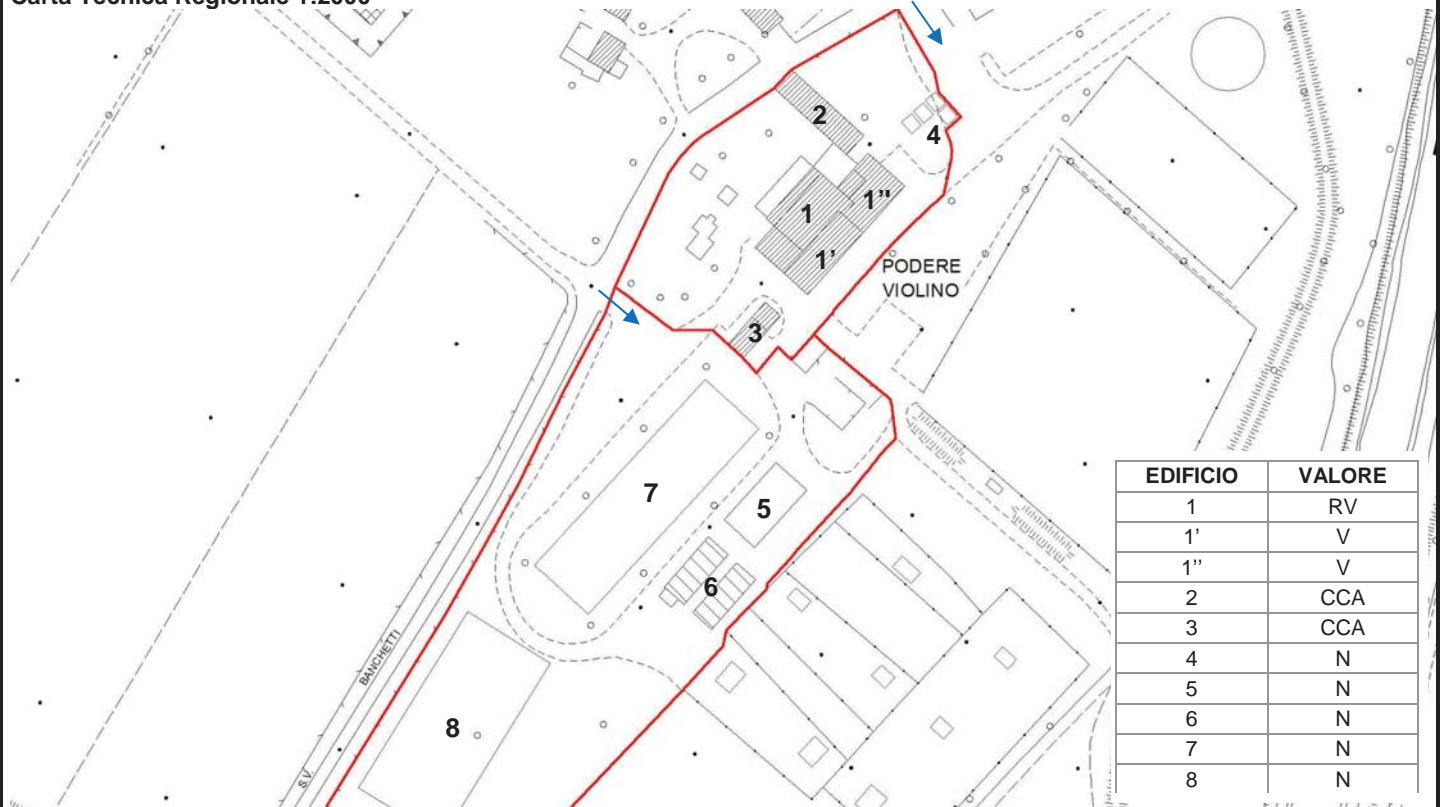 Carta Tecnica Regionale 1:2000
2
4
1
1''
1'
PODERE
VIOLINO
3
7
5
6
8
BANCHETTI
S.V.
EDIFICIO VALORE
1 RV
1' V
1'' V
2 CCA
3 CCA
4 N
5 N
6 N
7 N
8 N